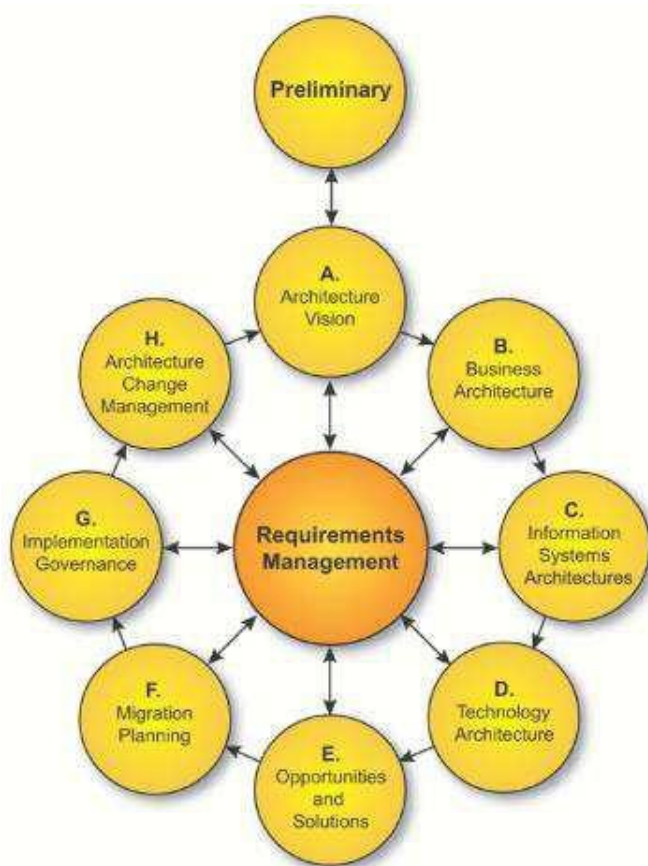 Preliminary
A.
Architecture
Vision
B.
Business
Architecture
C.
Information
Systems
Architectures
D.
Technology
Architecture
E.
Opportunities
and
Solutions
F.
Migration
Planning
G.
Implementation
Governance
H.
Architecture
Change
Management
Requirements
Management